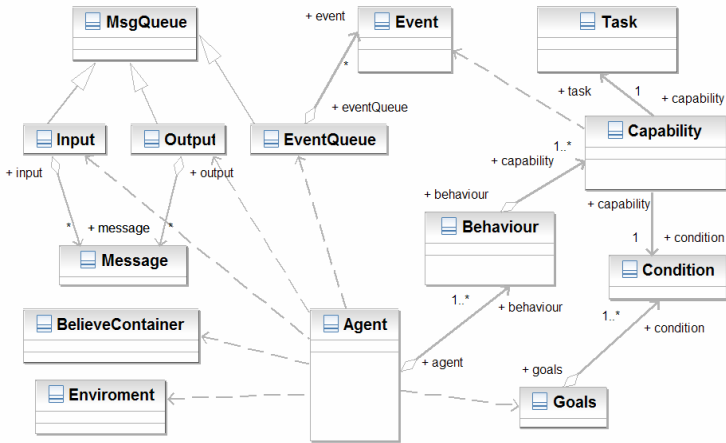 MsgQueue
+ event
Event
Task
*
+ task
1
+ capability
+ eventQueue
Input
Output
EventQueue
Capability
1..*
+ capability
+ input
+ output
+ behaviour
+ capability
* + message *
Behaviour
1
+ condition
Message
Condition
1..*
+ behaviour
1..*
+ condition
BelieveContainer
Agent
+ agent
+ goals
Enviroment
Goals